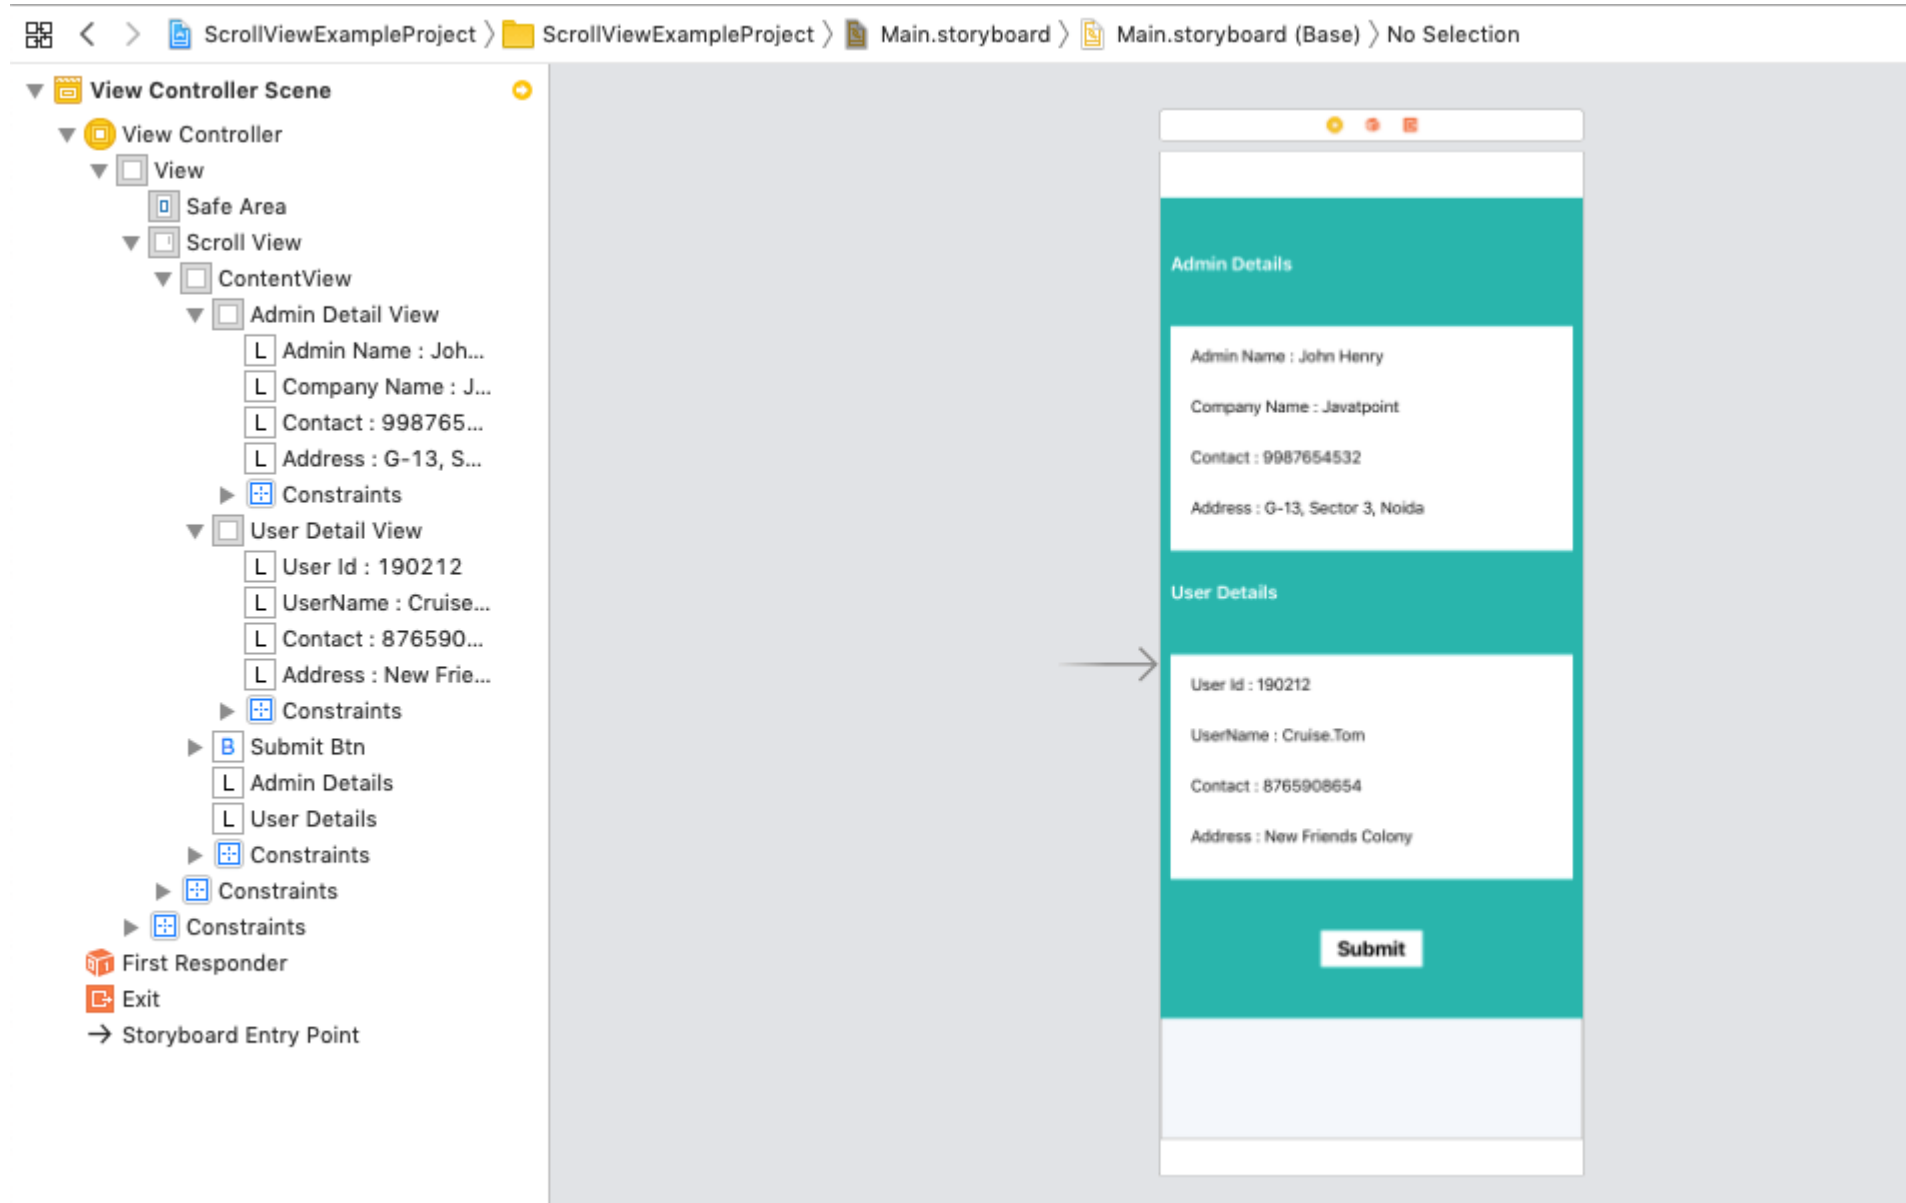 ScrollViewExampleProject 〉 ScrollViewExampleProject 〉 Main.storyboard 〉 Main.storyboard (Base) 〉 No Selection
View Controller Scene
View Controller
View
Safe Area
Scroll View
ContentView
Admin Detail View
L Admin Name : Joh...
L Company Name : J...
L Contact : 998765...
L Address : G-13, S...
Constraints
User Detail View
L User Id : 190212
L UserName : Cruise...
L Contact : 876590...
L Address : New Frie...
Constraints
B Submit Btn
L Admin Details
L User Details
Constraints
Constraints
Constraints
First Responder
Exit
Storyboard Entry Point
Admin Details
Admin Name : John Henry
Company Name : Javatpoint
Contact : 9987654532
Address : G-13, Sector 3, Noida
User Details
User Id : 190212
UserName : Cruise.Tom
Contact : 8765908654
Address : New Friends Colony
Submit